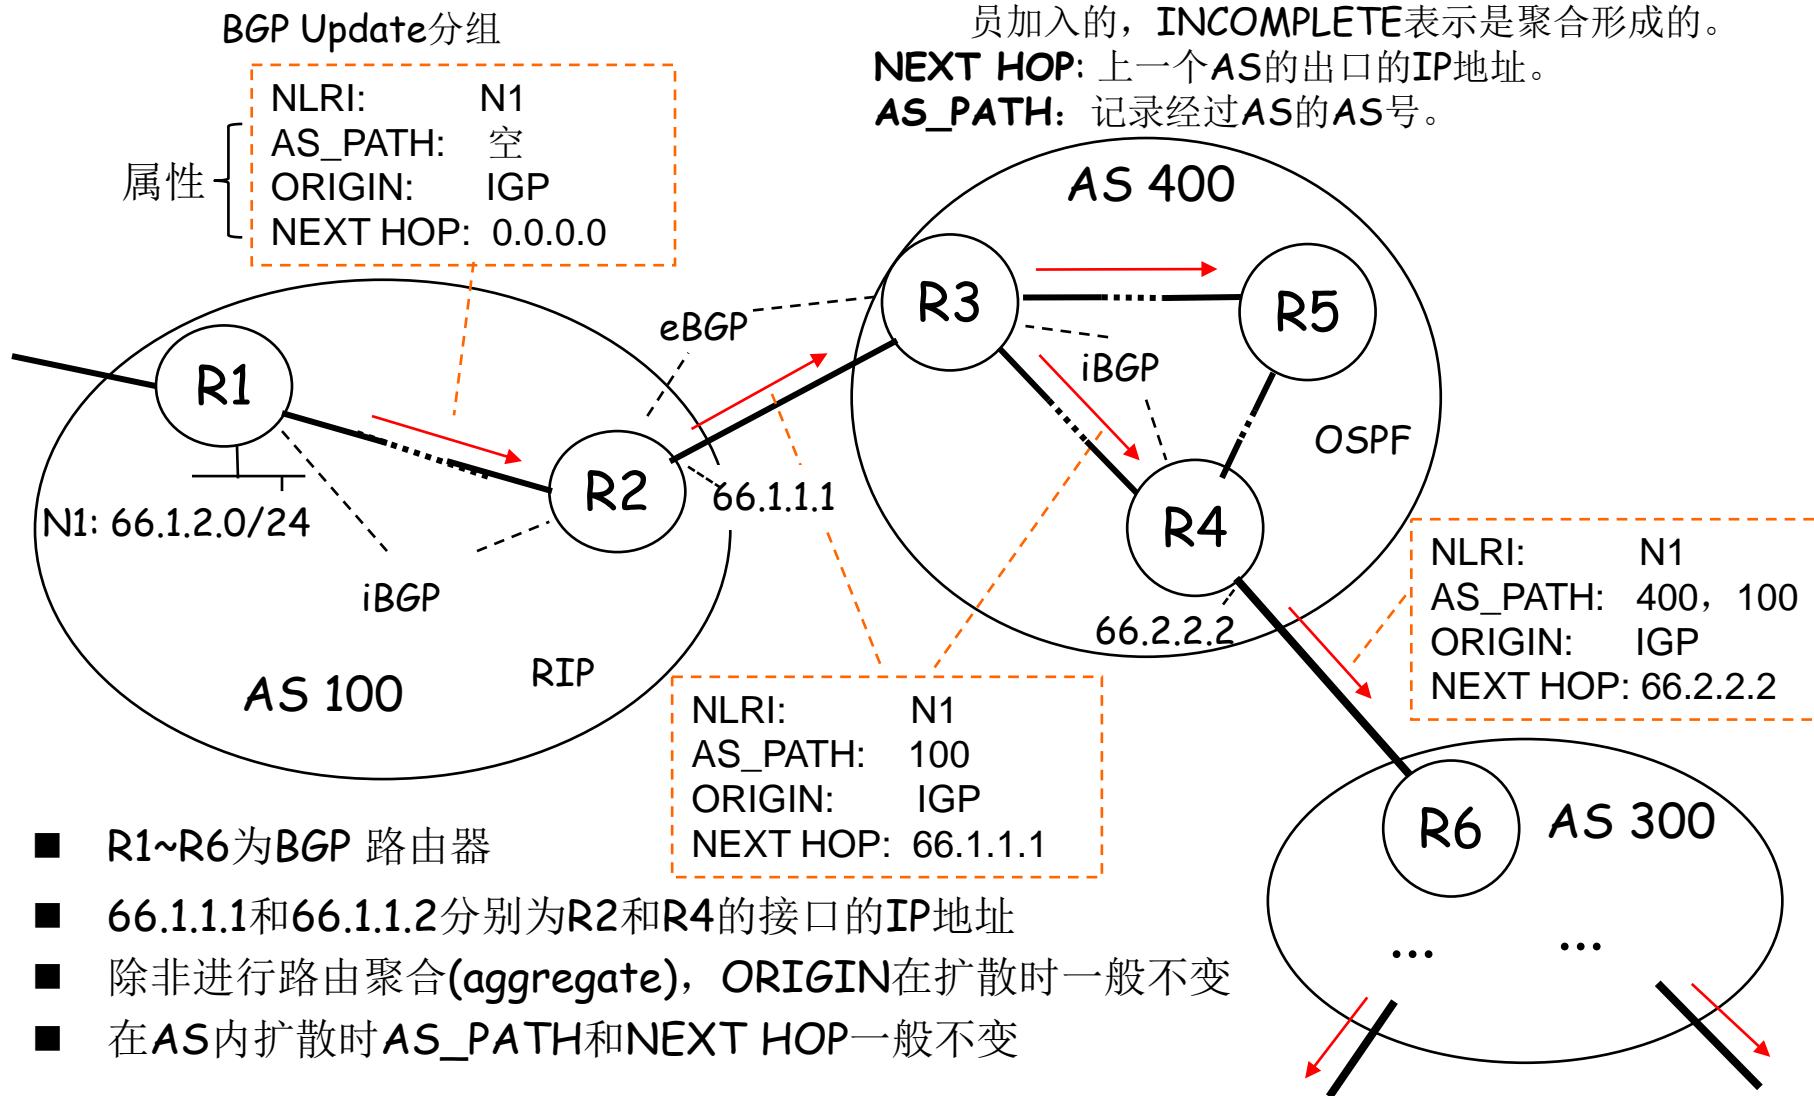 BGP Update分组
员加入的，INCOMPLETE表示是聚合形成的。
NEXT HOP: 上一个AS的出口的IP地址。
AS_PATH：记录经过AS的AS号。
属性
NLRI: N1
AS_PATH: 空
ORIGIN: IGP
NEXT HOP: 0.0.0.0
AS 400
R3
R5
eBGP
iBGP
R1
R2
66.1.1.1
OSPF
R4
N1: 66.1.2.0/24
iBGP
66.2.2.2
RIP
AS 100
NLRI: N1
AS_PATH: 400，100
ORIGIN: IGP
NEXT HOP: 66.2.2.2
NLRI: N1
AS_PATH: 100
ORIGIN: IGP
NEXT HOP: 66.1.1.1
R6
AS 300
...
...
■ R1~R6为BGP 路由器
■ 66.1.1.1和66.1.1.2分别为R2和R4的接口的IP地址
■ 除非进行路由聚合(aggregate)，ORIGIN在扩散时一般不变
■ 在AS内扩散时AS_PATH和NEXT HOP一般不变